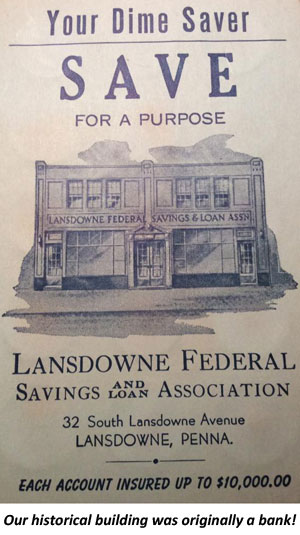 Your Dime Saver
SAVE
FOR A PURPOSE
LANSDOWNE FEDERAL SAVINGS & LOAN ASSN
LANSDOWNE FEDERAL
SAVINGS AND LOAN ASSOCIATION
32 South Lansdowne Avenue
LANSDOWNE, PENNA.
EACH ACCOUNT INSURED UP TO $10,000.00
Our historical building was originally a bank!